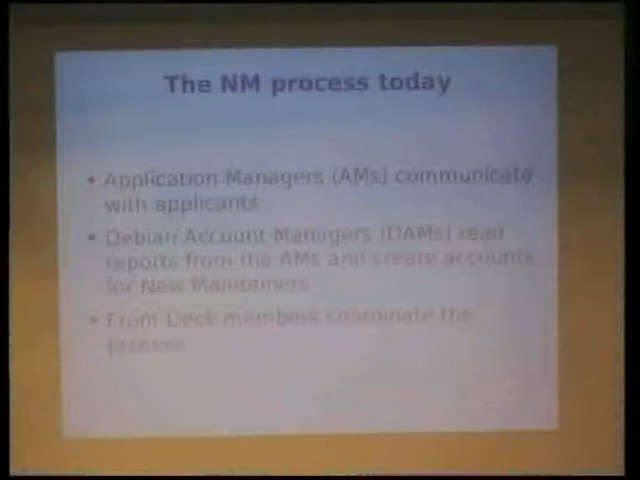 The NM process today
• Application Managers (AMs) communicate
with applicants
• Debian Account Managers (DAMs) read
reports from the AMs and create accounts
for New Maintainers
• Front Desk members coordinate the
process